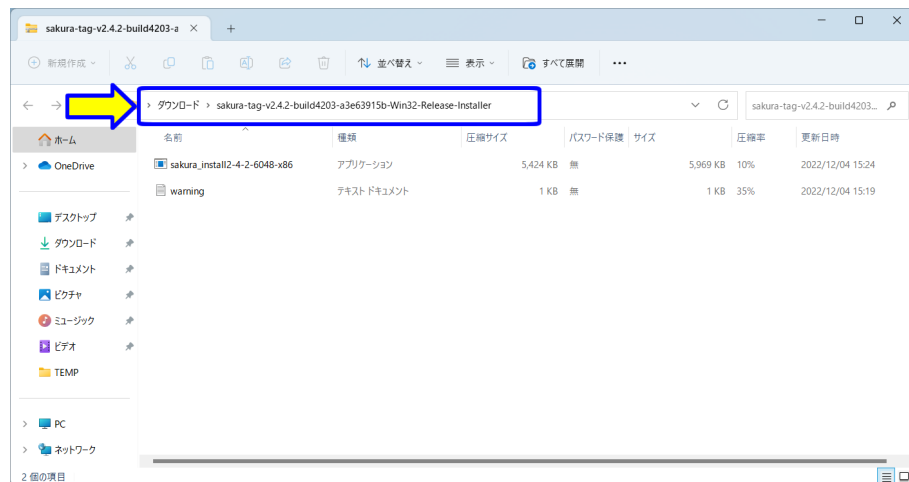 sakura-tag-v2.4.2-build4203-a
新規作成
並べ替え
表示
すべて展開
ダウンロード › sakura-tag-v2.4.2-build4203-a3e63915b-Win32-Release-Installer
sakura-tag-v2.4.2-build4203...
ホーム
OneDrive
デスクトップ
ダウンロード
ドキュメント
ピクチャ
ミュージック
ビデオ
TEMP
PC
ネットワーク
名前 種類 圧縮サイズ パスワード保護 サイズ 圧縮率 更新日時
sakura_install2-4-2-6048-x86 アプリケーション 5,424 KB 無 5,969 KB 10% 2022/12/04 15:24
warning テキスト ドキュメント 1 KB 無 1 KB 35% 2022/12/04 15:19
2 個の項目